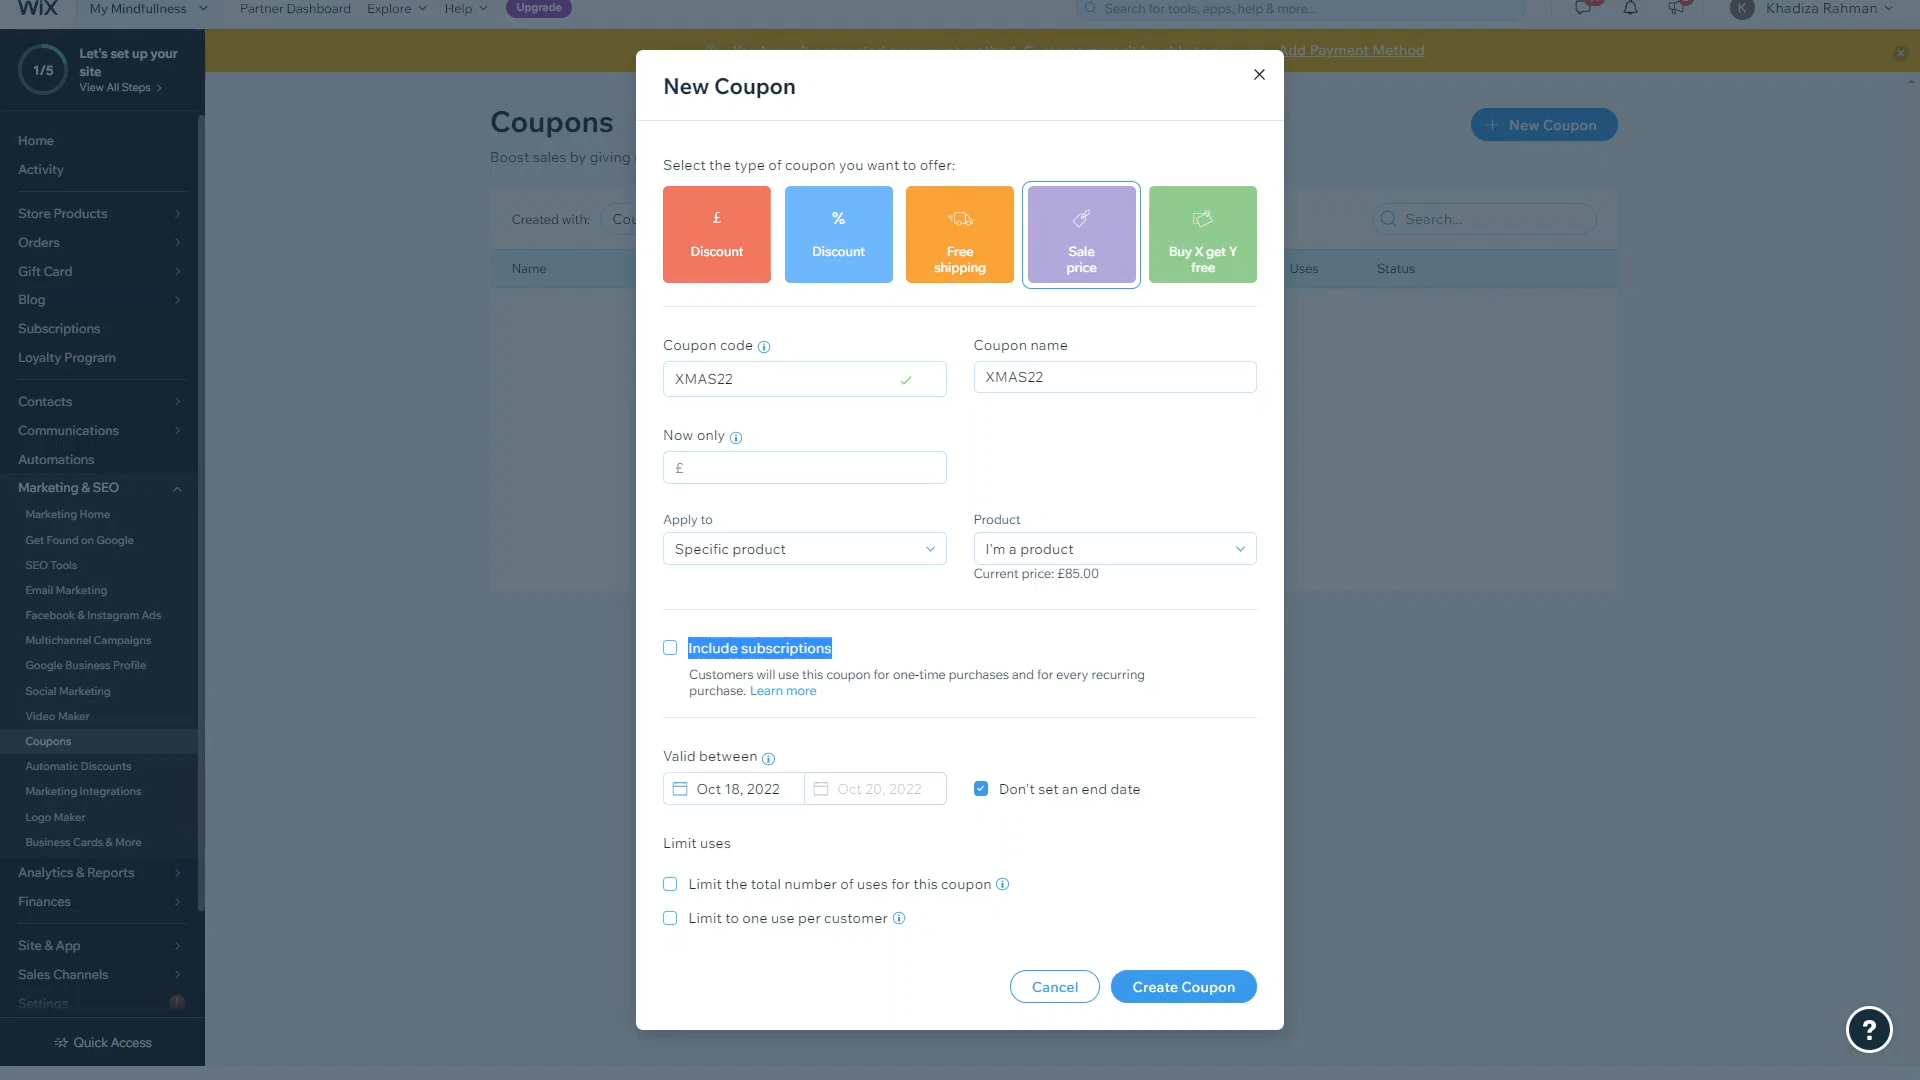 WiX
My Mindfullness
Partner Dashboard
Explore
Help
Upgrade
Search for tools, apps, help & more...
K
Khadiza Rahman
1/5
Let's set up your
site
View All Steps
Add Payment Method
Home
Activity
Store Products
Orders
Gift Card
Blog
Subscriptions
Loyalty Program
Contacts
Communications
Automations
Marketing & SEO
Marketing Home
Get Found on Google
SEO Tools
Email Marketing
Facebook & Instagram Ads
Multichannel Campaigns
Google Business Profile
Social Marketing
Video Maker
Coupons
Automatic Discounts
Marketing Integrations
Logo Maker
Business Cards & More
Analytics & Reports
Finances
Site & App
Sales Channels
Settings
Quick Access
Coupons
Boost sales by giving
+ New Coupon
Created with:
Search...
Name
Uses
Status
New Coupon
Select the type of coupon you want to offer:
£
Discount
%
Discount
Free
shipping
Sale
price
Buy X get Y
free
Coupon code
XMAS22
Coupon name
XMAS22
Now only
£
Apply to
Specific product
Product
I'm a product
Current price: £85.00
Include subscriptions
Customers will use this coupon for one-time purchases and for every recurring
purchase. Learn more
Valid between
Oct 18, 2022
Oct 20, 2022
Don't set an end date
Limit uses
Limit the total number of uses for this coupon
Limit to one use per customer
Cancel
Create Coupon
?